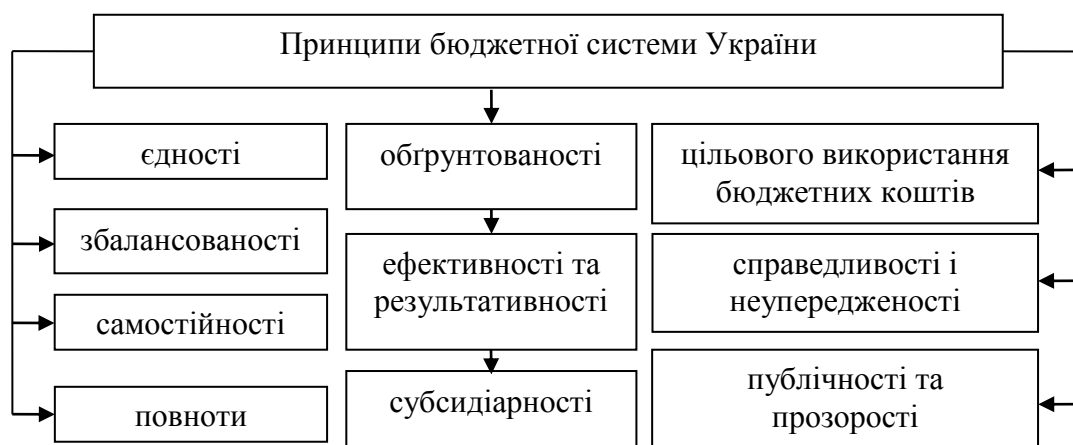 Принципи бюджетної системи України
єдності
збалансованості
самостійності
повноти
обґрунтованості
ефективності та
результативності
субсидіарності
цільового використання
бюджетних коштів
справедливості і
неупередженості
публічності та
прозорості